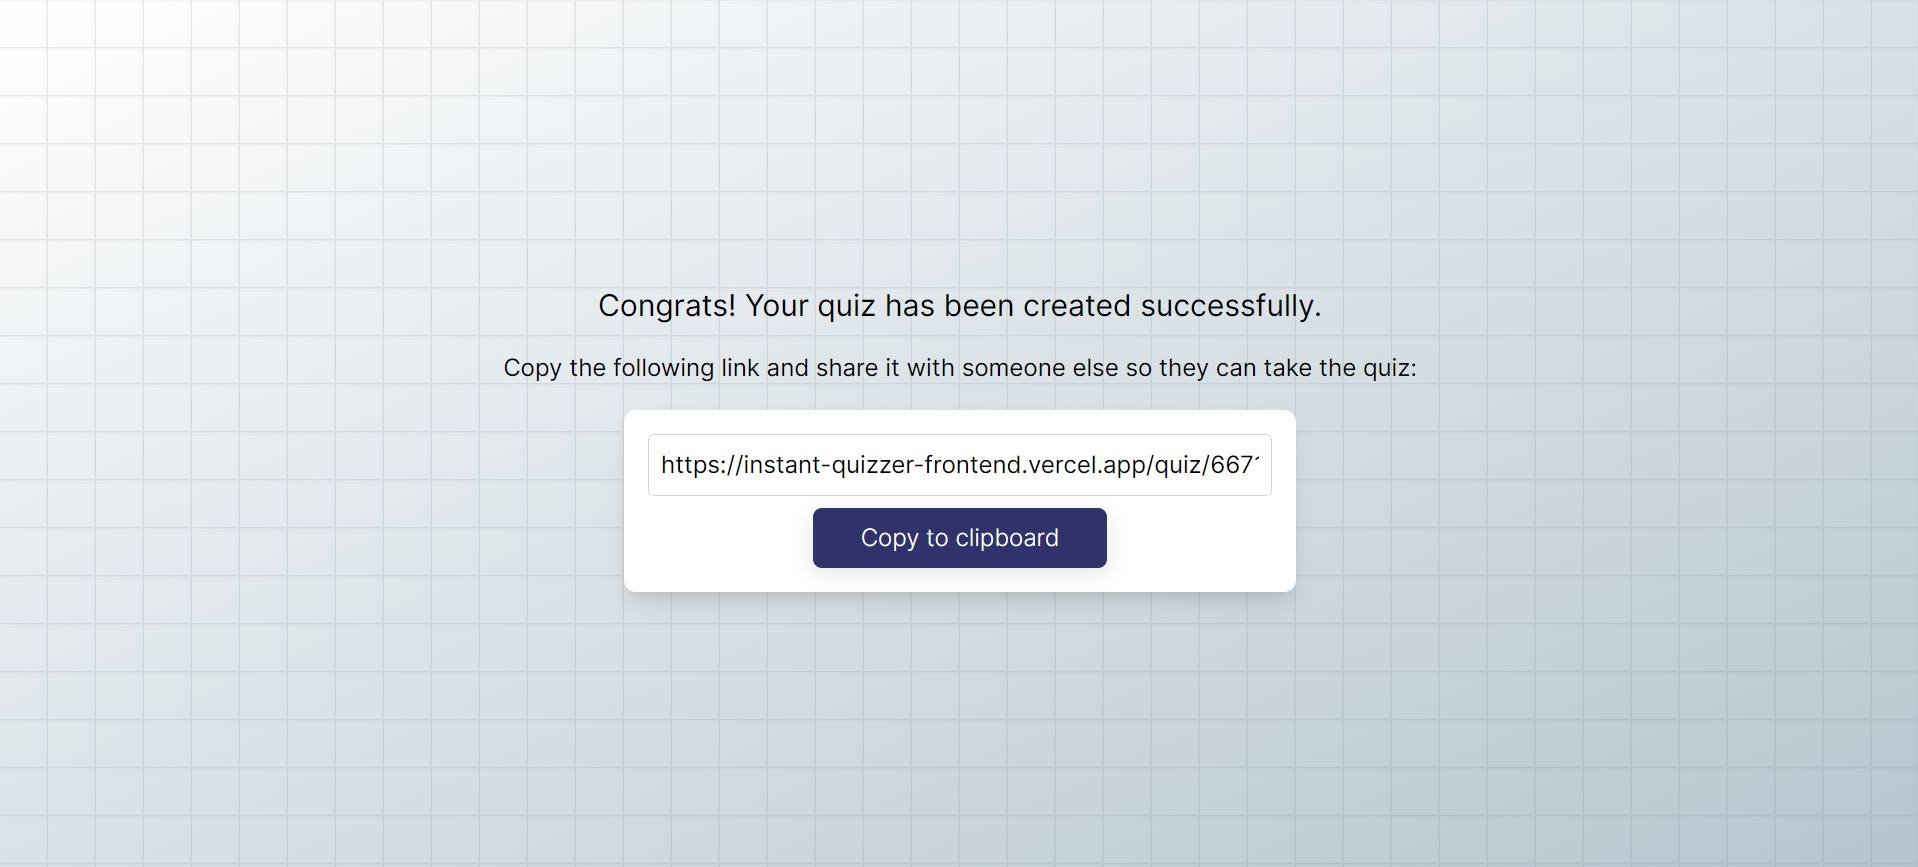 Congrats! Your quiz has been created successfully.
Copy the following link and share it with someone else so they can take the quiz:
https://instant-quizzer-frontend.vercel.app/quiz/667
Copy to clipboard